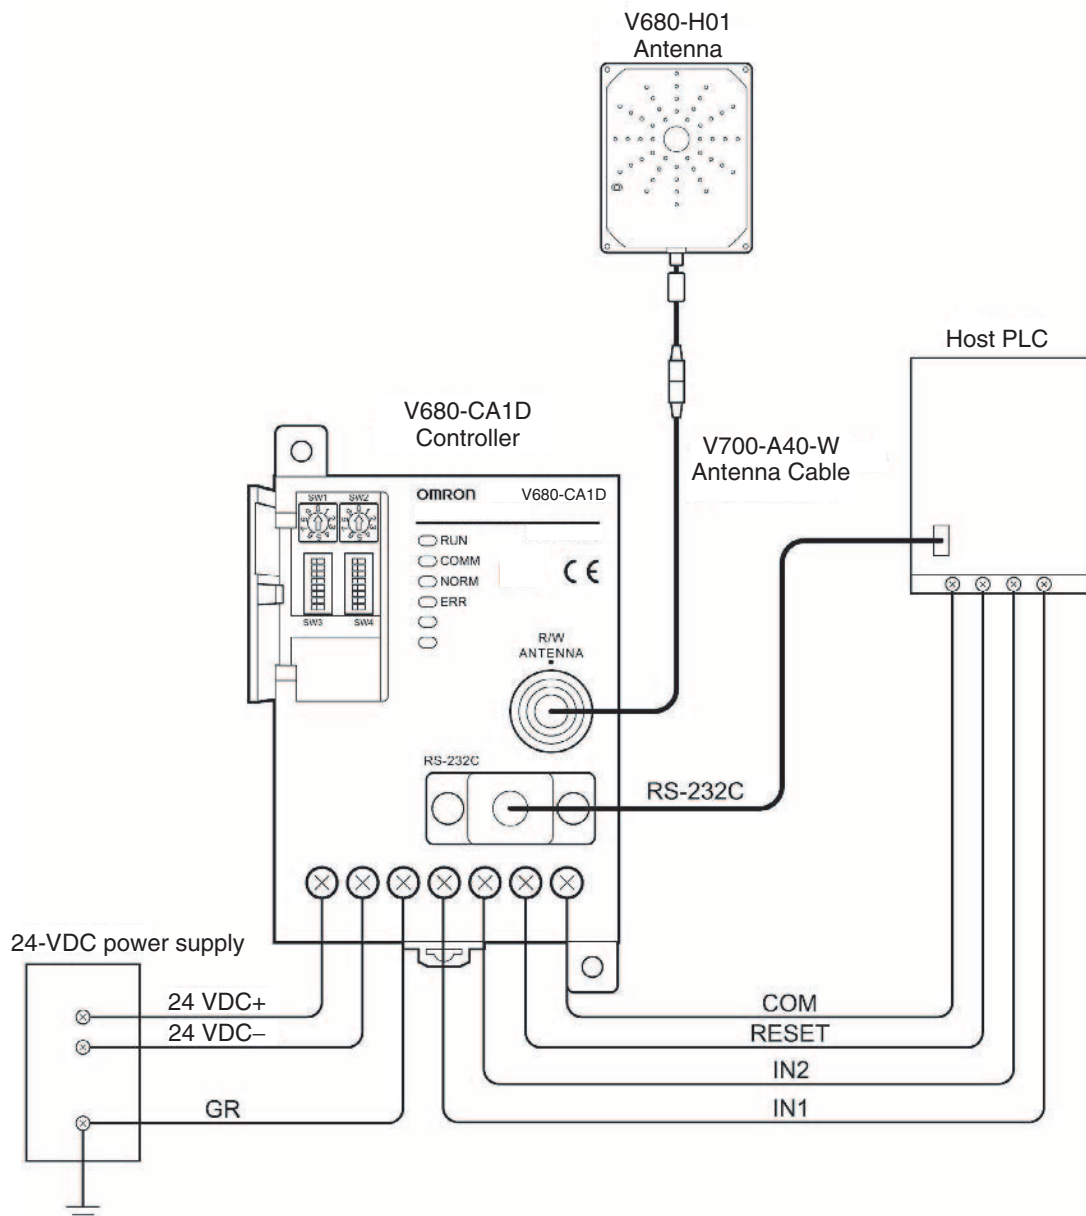 V680-H01
Antenna
Host PLC
V680-CA1D
Controller
V700-A40-W
Antenna Cable
SW1
SW2
OMRON
V680-CA1D
RUN
COMM
NORM
ERR
CE
SW3
SW4
R/W
ANTENNA
RS-232C
RS-232C
24-VDC power supply
24 VDC+
24 VDC−
GR
COM
RESET
IN2
IN1